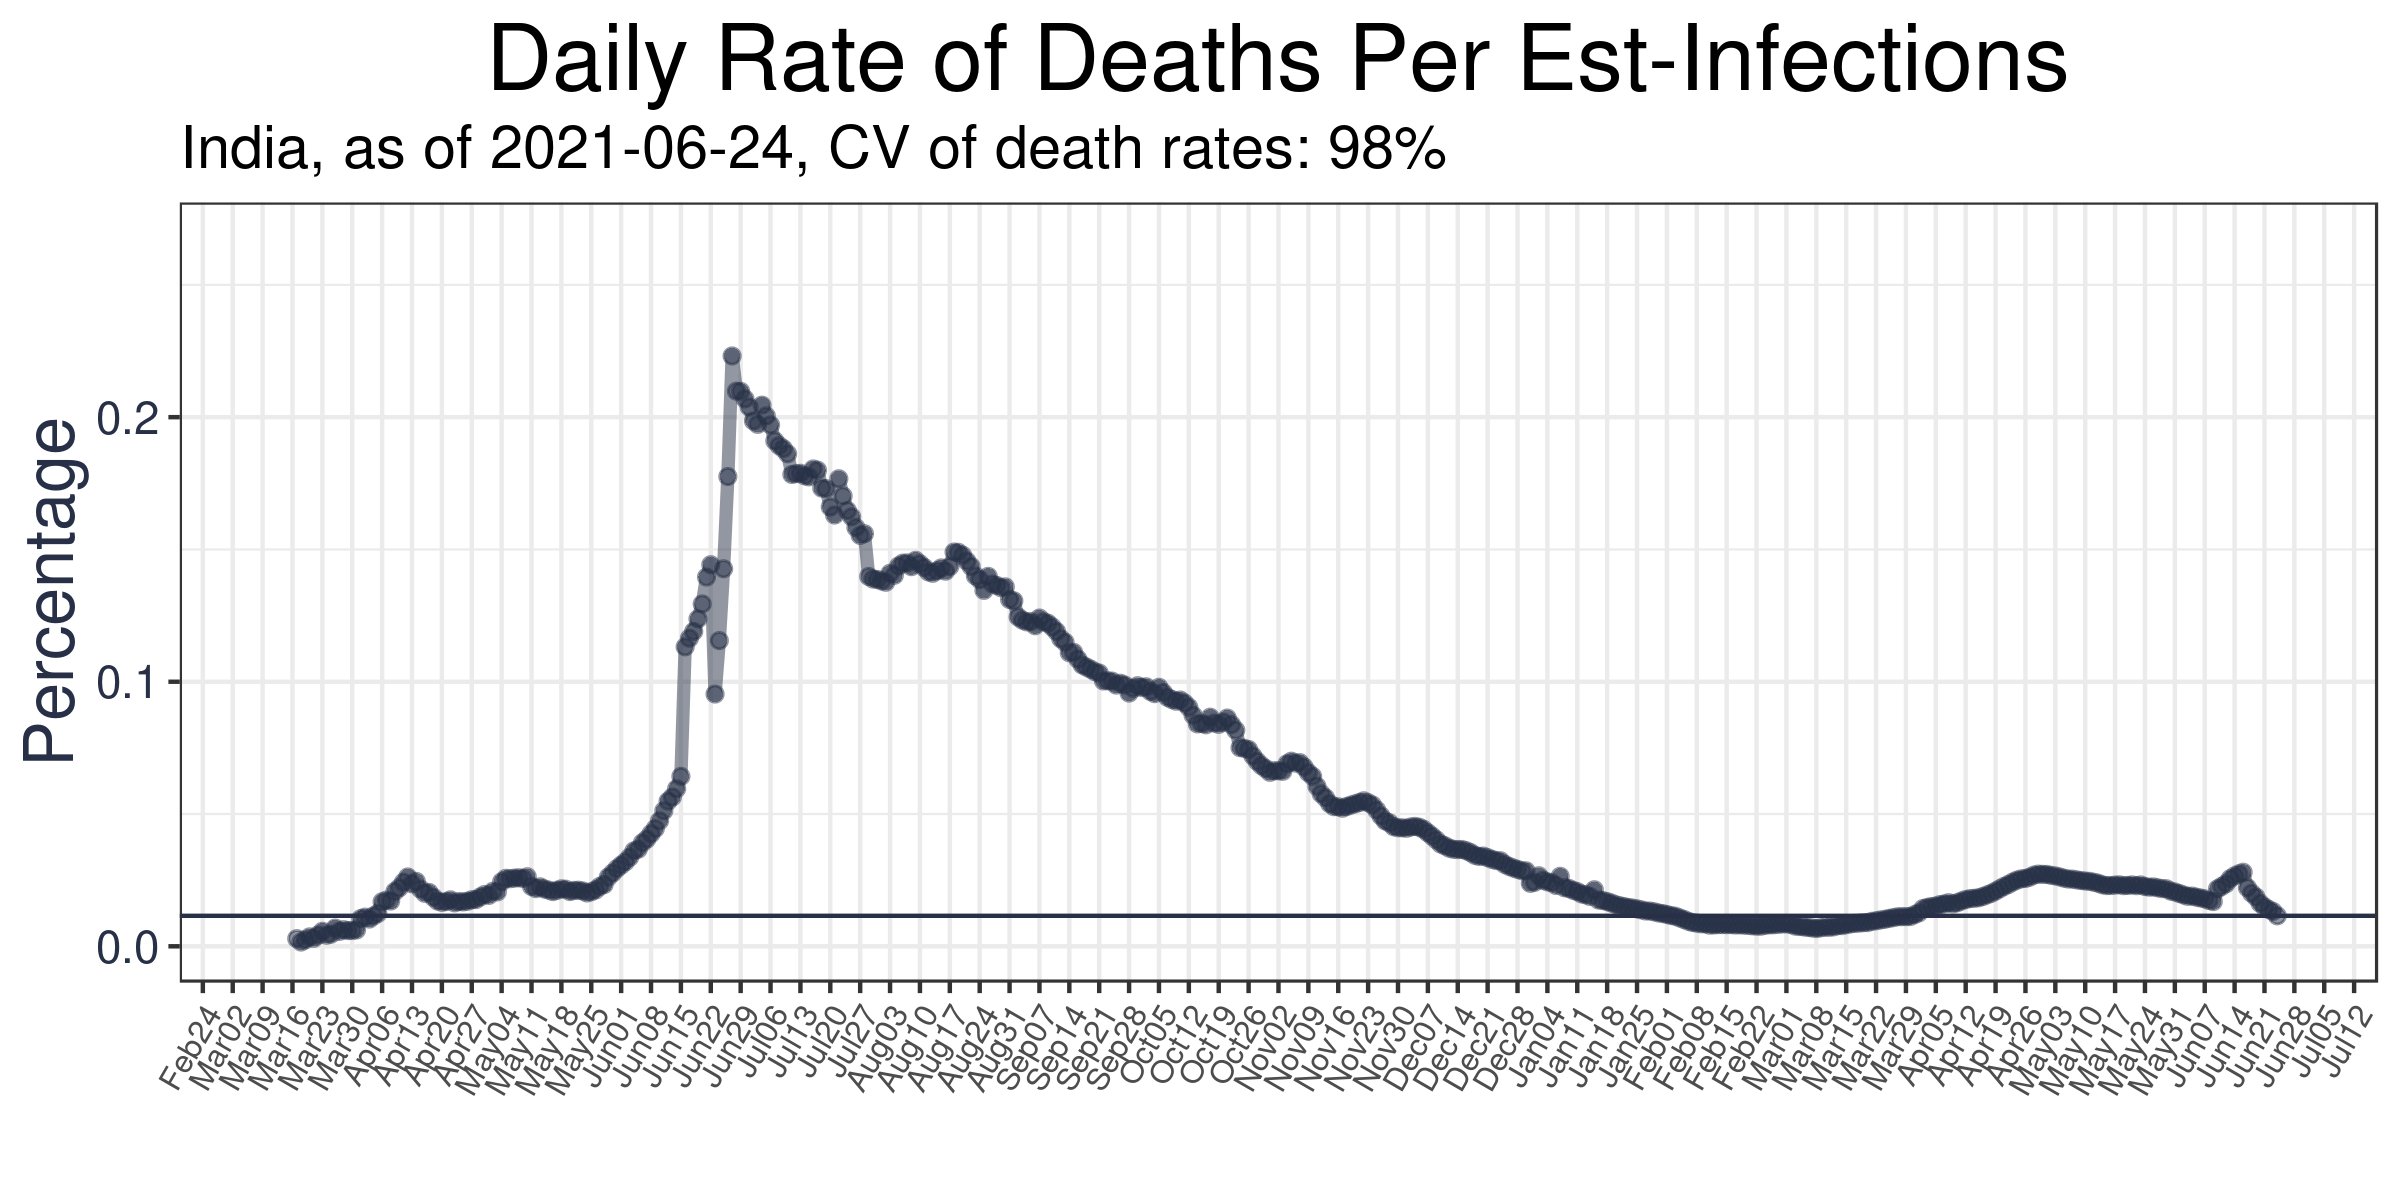 Daily Rate of Deaths Per Est-Infections
India, as of 2021-06-24, CV of death rates: 98%
Percentage
0.2
0.1
0.0
Feb24
Mar02
Mar09
Mar16
Mar23
Mar30
Apr06
Apr13
Apr20
Apr27
May04
May11
May18
May25
Jun01
Jun08
Jun15
Jun22
Jun29
Jul06
Jul13
Jul20
Jul27
Aug03
Aug10
Aug17
Aug24
Aug31
Sep07
Sep14
Sep21
Sep28
Oct05
Oct12
Oct19
Oct26
Nov02
Nov09
Nov16
Nov23
Nov30
Dec07
Dec14
Dec21
Dec28
Jan04
Jan11
Jan18
Jan25
Feb01
Feb08
Feb15
Feb22
Mar01
Mar08
Mar15
Mar22
Mar29
Apr05
Apr12
Apr19
Apr26
May03
May10
May17
May24
May31
Jun07
Jun14
Jun21
Jun28
Jul05
Jul12